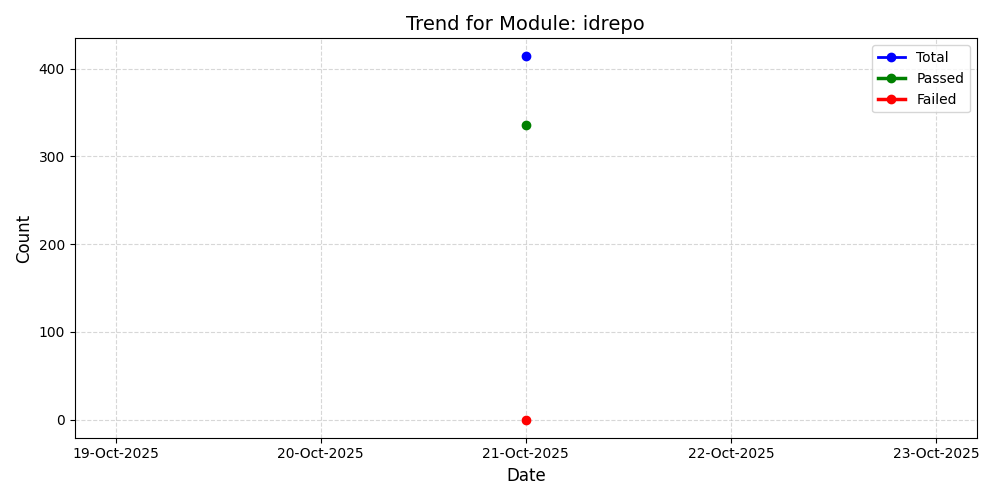 Trend for Module: idrepo
Total
Passed
Failed
400
300
200
100
0
Count
19-Oct-2025
20-Oct-2025
21-Oct-2025
22-Oct-2025
23-Oct-2025
Date